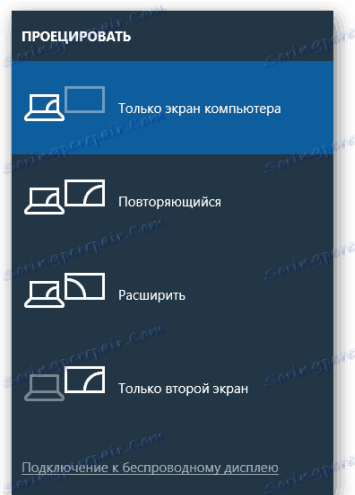 ПРОЕЦИРОВАТЬ
Только экран компьютера
Повторяющийся
Расширить
Только второй экран
Подключение к беспроводному дисплею